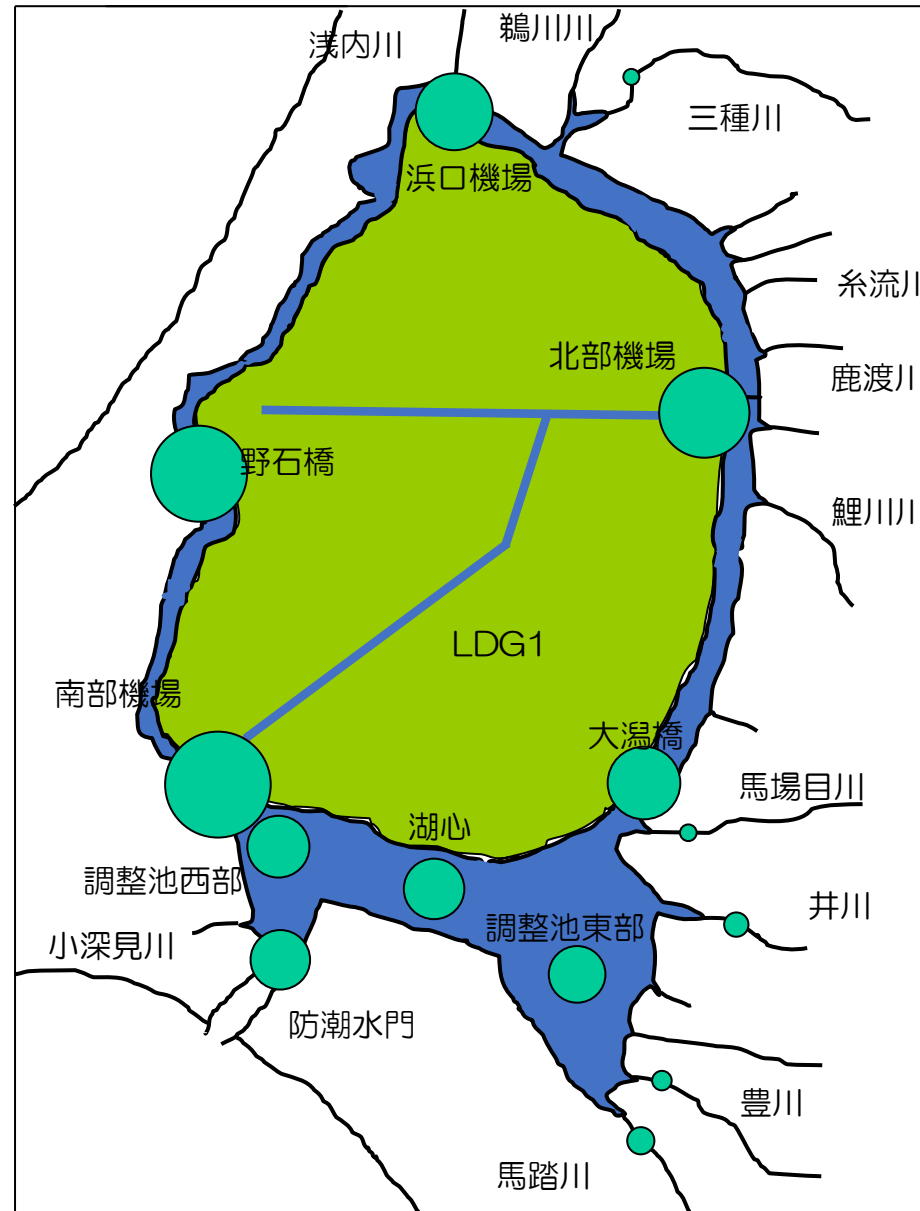 鵜川川
浅内川
三種川
浜口機場
糸流川
北部機場
鹿渡川
野石橋
鯉川川
LDG1
南部機場
大潟橋
馬場目川
湖心
調整池西部
井川
調整池東部
小深見川
防潮水門
豊川
馬踏川